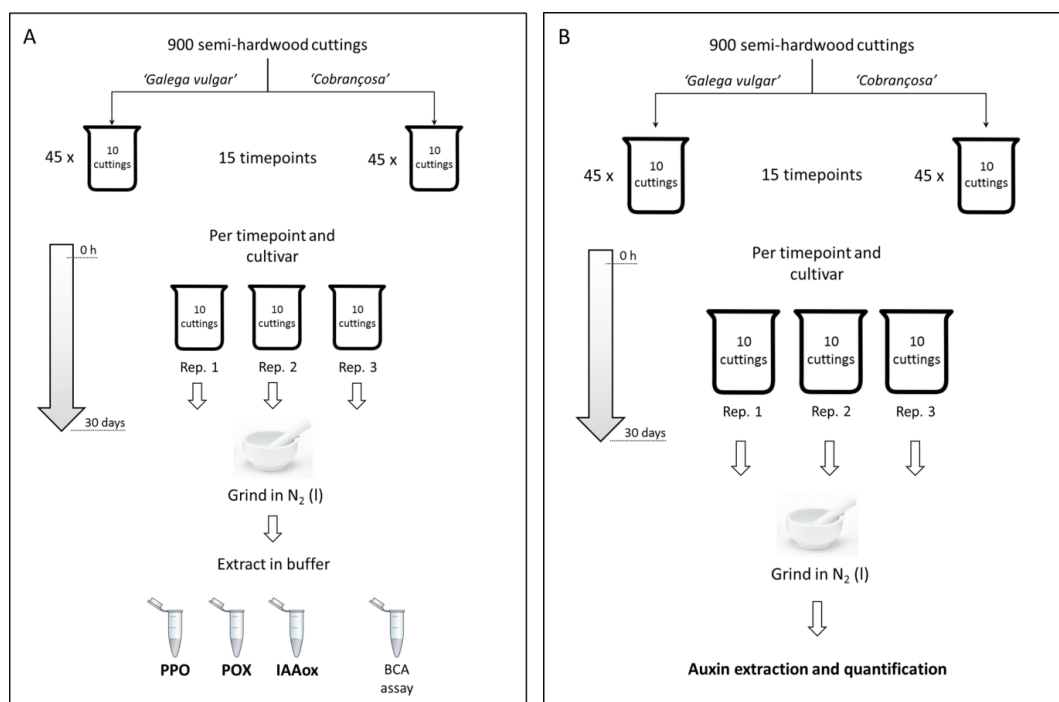 A
900 semi-hardwood cuttings
‘Galega vulgar’
‘Cobrançosa’
45 x
10
cuttings
15 timepoints
45 x
10
cuttings
0 h
Per timepoint and
cultivar
10
cuttings
10
cuttings
10
cuttings
Rep. 1
Rep. 2
Rep. 3
30 days
Grind in N2 (l)
Extract in buffer
PPO
POX
IAAox
BCA
assay
B
900 semi-hardwood cuttings
‘Galega vulgar’
‘Cobrançosa’
45 x
10
cuttings
15 timepoints
45 x
10
cuttings
0 h
Per timepoint and
cultivar
10
cuttings
10
cuttings
10
cuttings
Rep. 1
Rep. 2
Rep. 3
30 days
Grind in N2 (l)
Auxin extraction and quantification